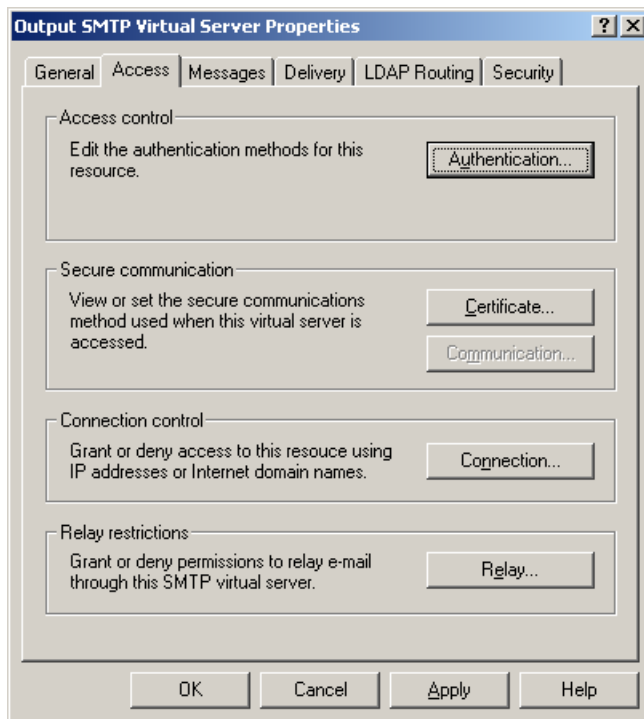 Output SMTP Virtual Server Properties
General Access Messages Delivery LDAP Routing Security
Access control
Edit the authentication methods for this
resource.
Authentication...
Secure communication
View or set the secure communications
method used when this virtual server is
accessed.
Certificate...
Communication...
Connection control
Grant or deny access to this resouce using
IP addresses or Internet domain names.
Connection...
Relay restrictions
Grant or deny permissions to relay e-mail
through this SMTP virtual server.
Relay...
OK Cancel Apply Help